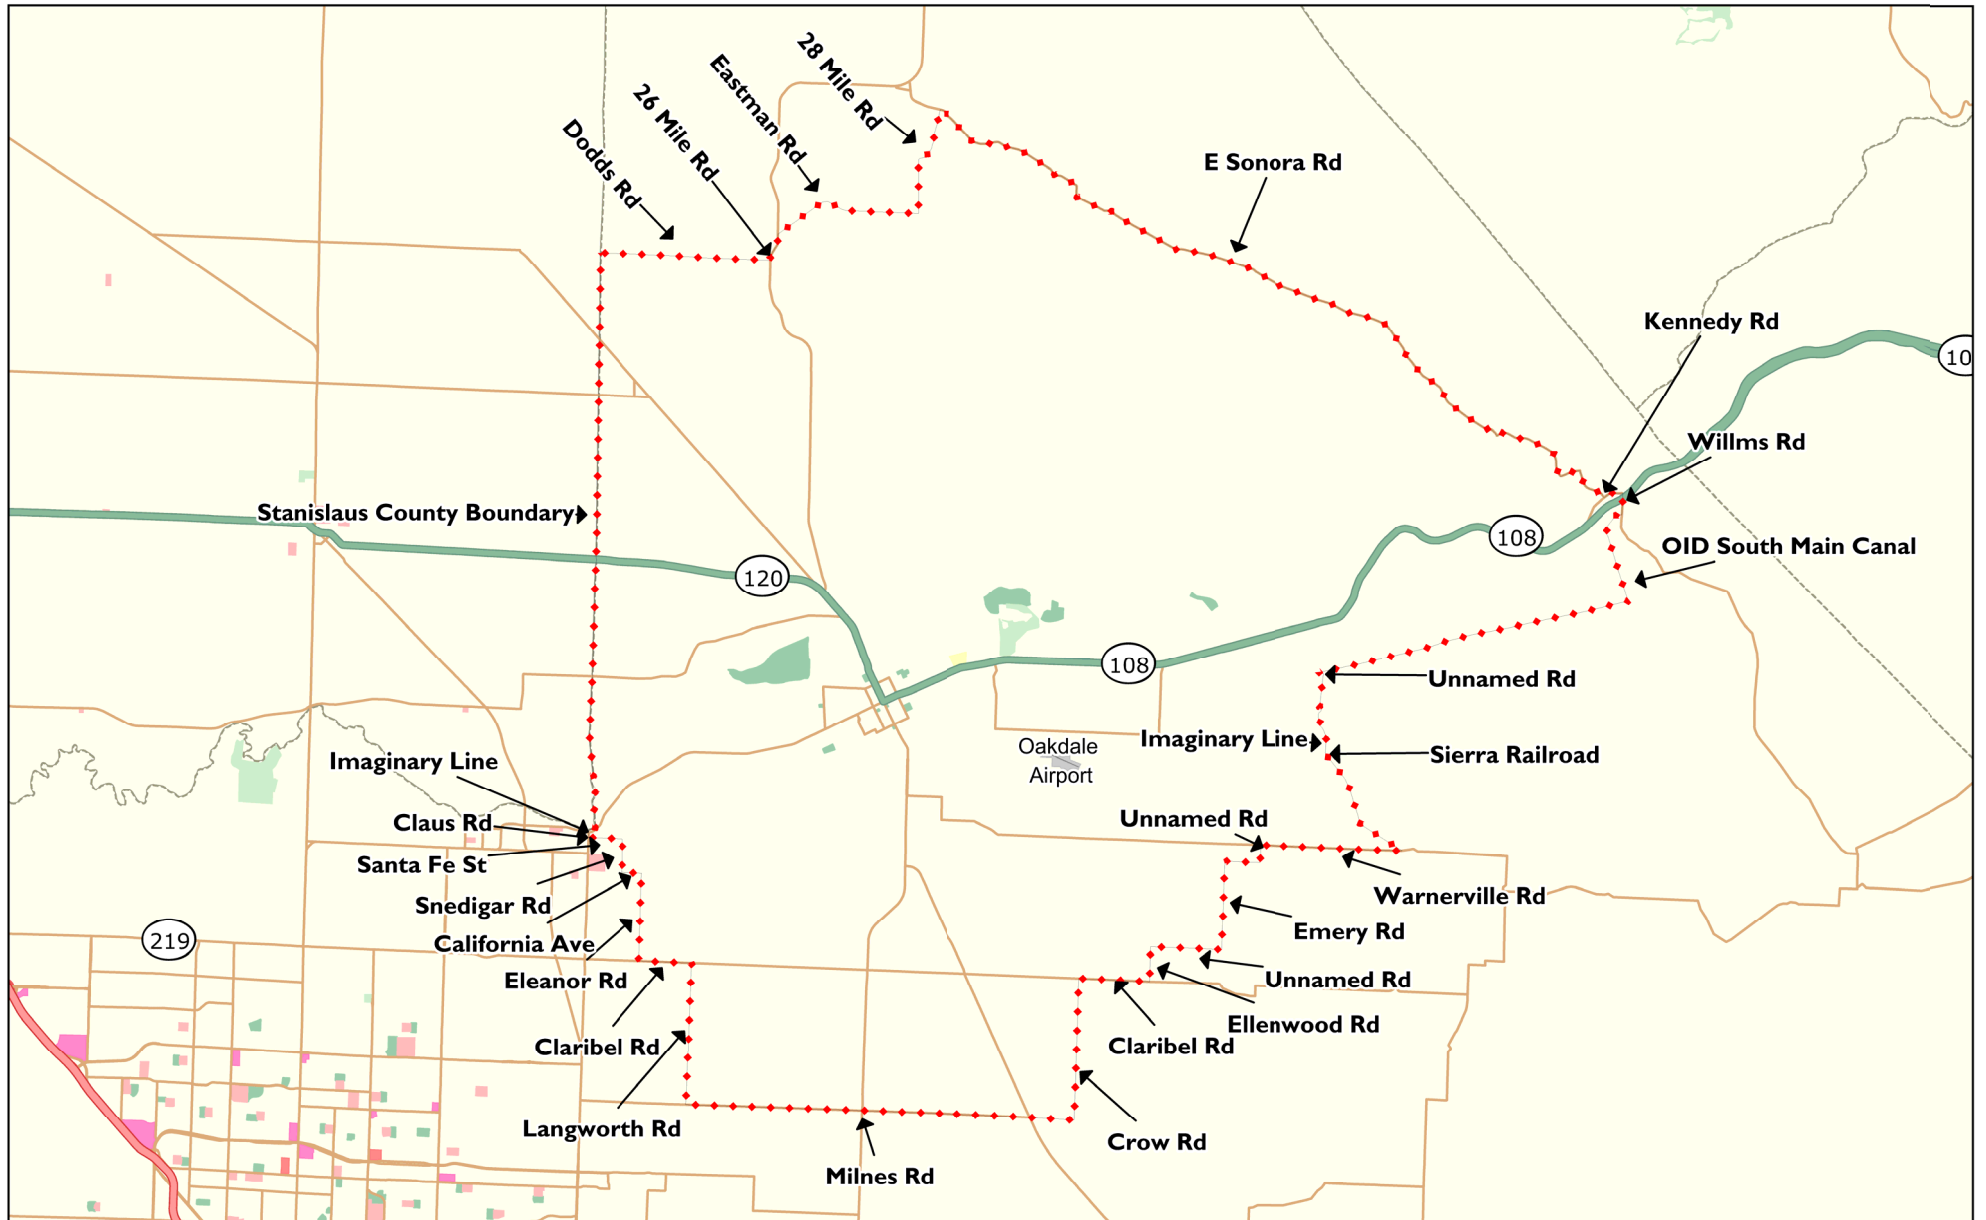 28 Mile Rd
Eastman Rd
26 Mile Rd
Dodds Rd
E Sonora Rd
Kennedy Rd
10
Willms Rd
Stanislaus County Boundary
108
OID South Main Canal
120
108
Unnamed Rd
Imaginary Line
Oakdale
Airport
Sierra Railroad
Imaginary Line
Claus Rd
Unnamed Rd
Santa Fe St
Warnerville Rd
Snedigar Rd
Emery Rd
219
California Ave
Eleanor Rd
Unnamed Rd
Ellenwood Rd
Claribel Rd
Claribel Rd
Langworth Rd
Crow Rd
Milnes Rd